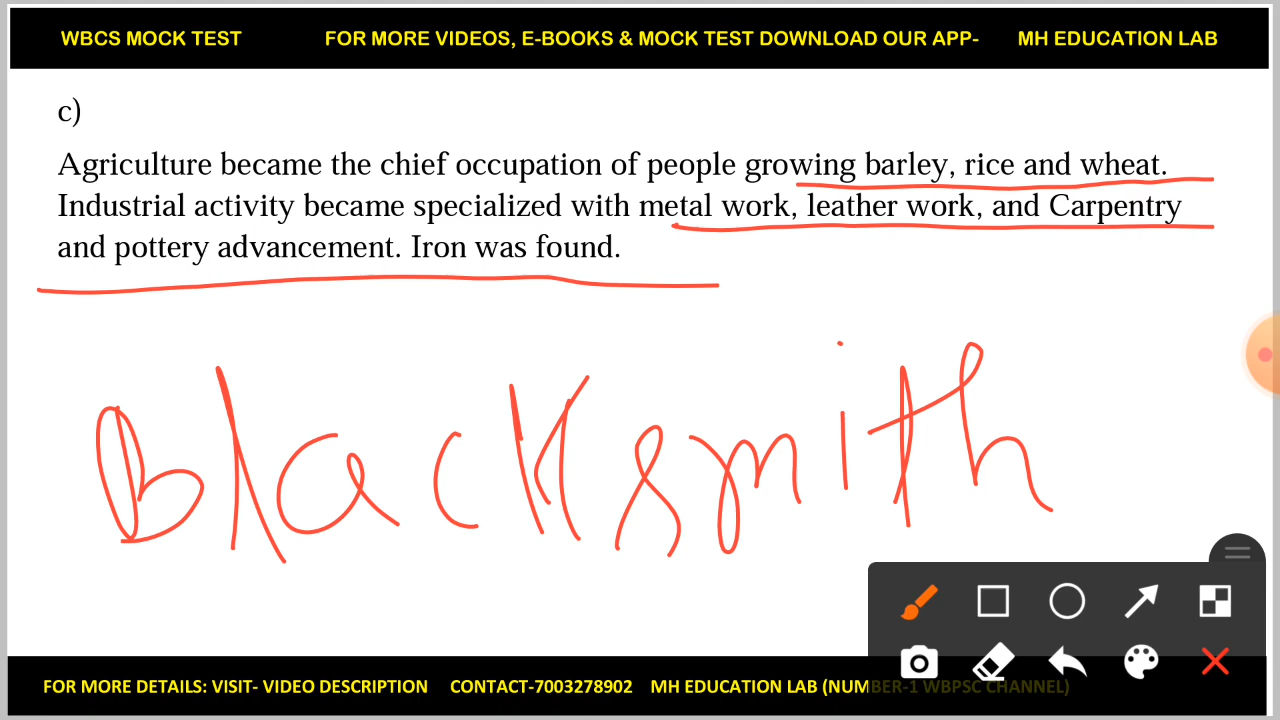 WBCS MOCK TEST FOR MORE VIDEOS, E-BOOKS & MOCK TEST DOWNLOAD OUR APP- MH EDUCATION LAB
c)
Agriculture became the chief occupation of people growing barley, rice and wheat.
Industrial activity became specialized with metal work, leather work, and Carpentry
and pottery advancement. Iron was found.
Blacksmith
FOR MORE DETAILS: VISIT- VIDEO DESCRIPTION CONTACT-7003278902 MH EDUCATION LAB (NUMBER-1 WBPSC CHANNEL)